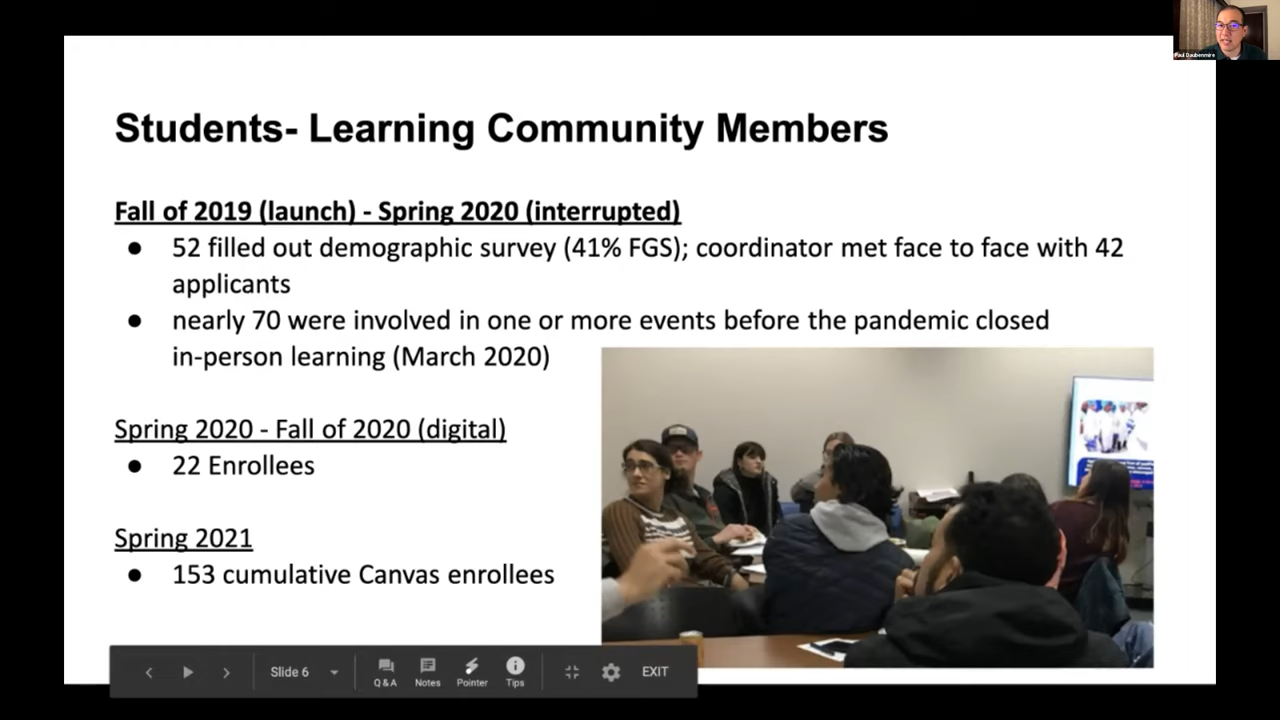 Paul Daubenmire
Students- Learning Community Members
Fall of 2019 (launch) - Spring 2020 (interrupted)
● 52 filled out demographic survey (41% FGS); coordinator met face to face with 42
applicants
● nearly 70 were involved in one or more events before the pandemic closed
in-person learning (March 2020)
Spring 2020 - Fall of 2020 (digital)
● 22 Enrollees
Spring 2021
● 153 cumulative Canvas enrollees
Slide 6
Q&A
Notes
Pointer
Tips
EXIT